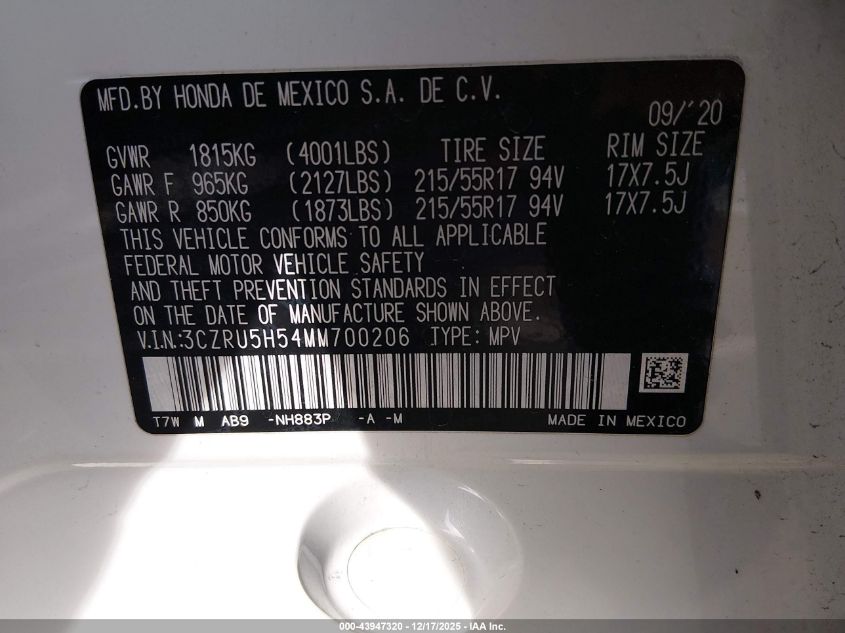 MFD.BY HONDA DE MEXICO S.A. DE C.V.
09/'20
GVWR 1815KG (4001LBS) TIRE SIZE RIM SIZE
GAWR F 965KG (2127LBS) 215/55R17 94V 17X7.5J
GAWR R 850KG (1873LBS) 215/55R17 94V 17X7.5J
THIS VEHICLE CONFORMS TO ALL APPLICABLE
FEDERAL MOTOR VEHICLE SAFETY
AND THEFT PREVENTION STANDARDS IN EFFECT
ON THE DATE OF MANUFACTURE SHOWN ABOVE.
V.I.N.:3CZRU5H54MM700206 TYPE: MPV
T7W M AB9 -NH883P -A -M MADE IN MEXICO
000-43947320 - 12/17/2025 - IAA Inc.